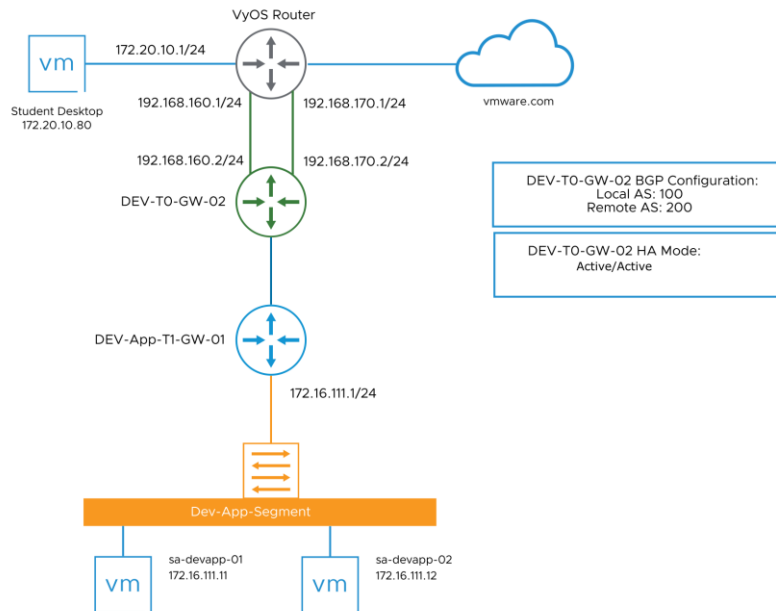 VyOS Router
172.20.10.1/24
vm
Student Desktop
172.20.10.80
vmware.com
192.168.160.1/24
192.168.170.1/24
192.168.160.2/24
192.168.170.2/24
DEV-T0-GW-02
DEV-T0-GW-02 BGP Configuration:
Local AS: 100
Remote AS: 200
DEV-T0-GW-02 HA Mode:
Active/Active
DEV-App-T1-GW-01
172.16.111.1/24
Dev-App-Segment
sa-devapp-01
172.16.111.11
vm
sa-devapp-02
172.16.111.12
vm